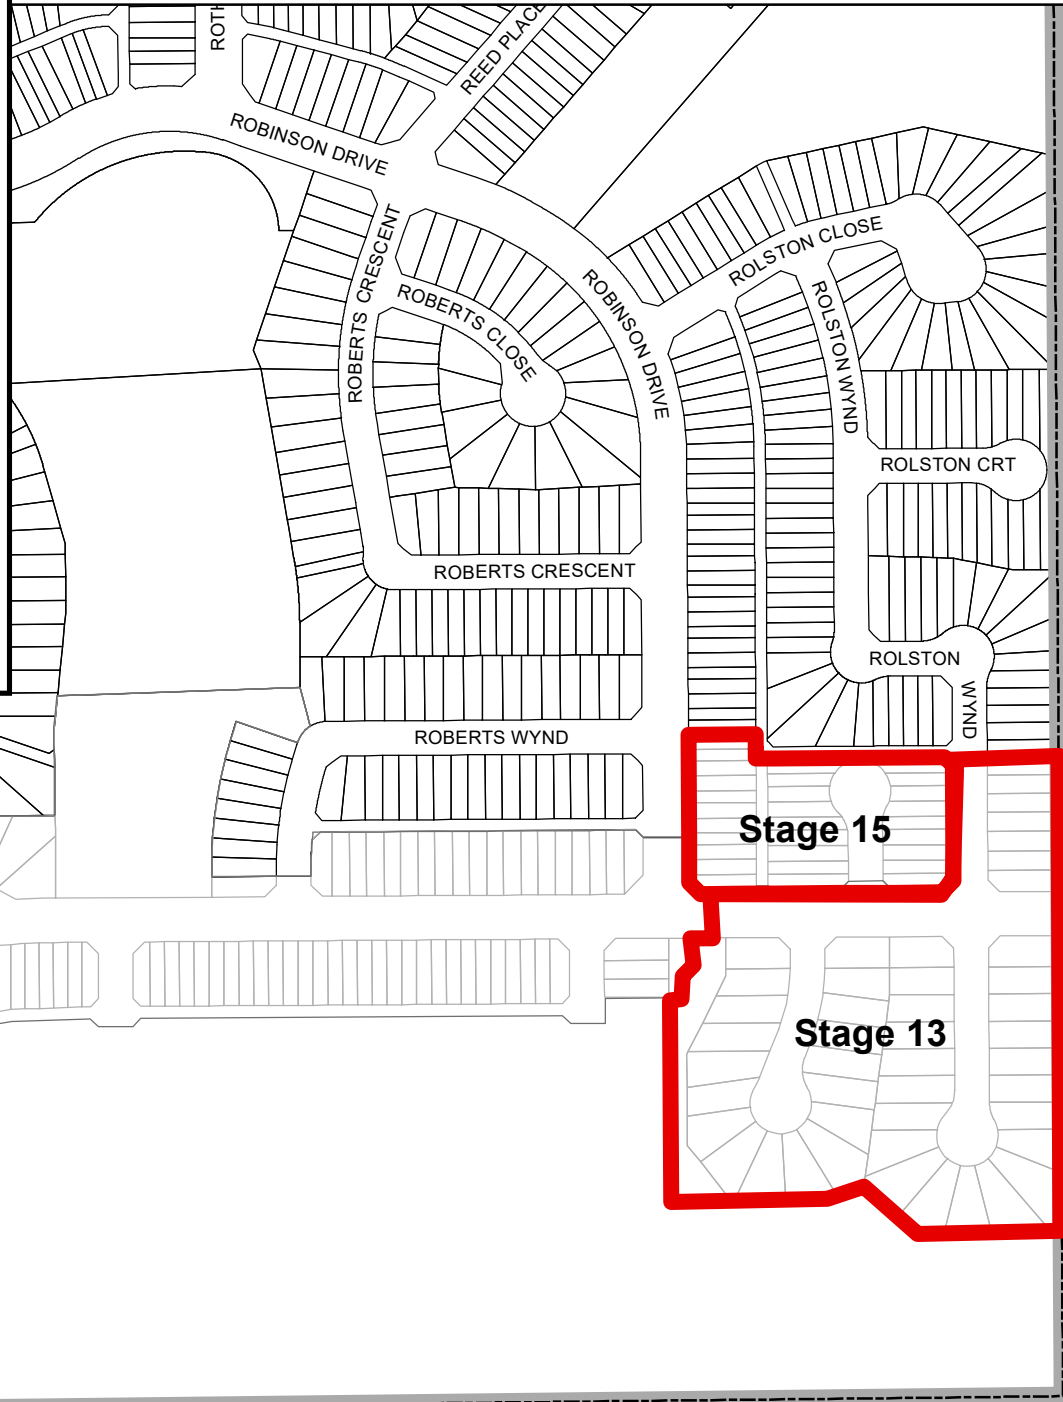 ROTH
REED PLACE
ROBINSON DRIVE
ROBERTS CRESCENT
ROLSTON CLOSE
ROBERTS CLOSE
ROBINSON DRIVE
ROLSTON WYND
ROLSTON CRT
ROBERTS CRESCENT
ROLSTON
WYND
ROBERTS WYND
Stage 15
Stage 13